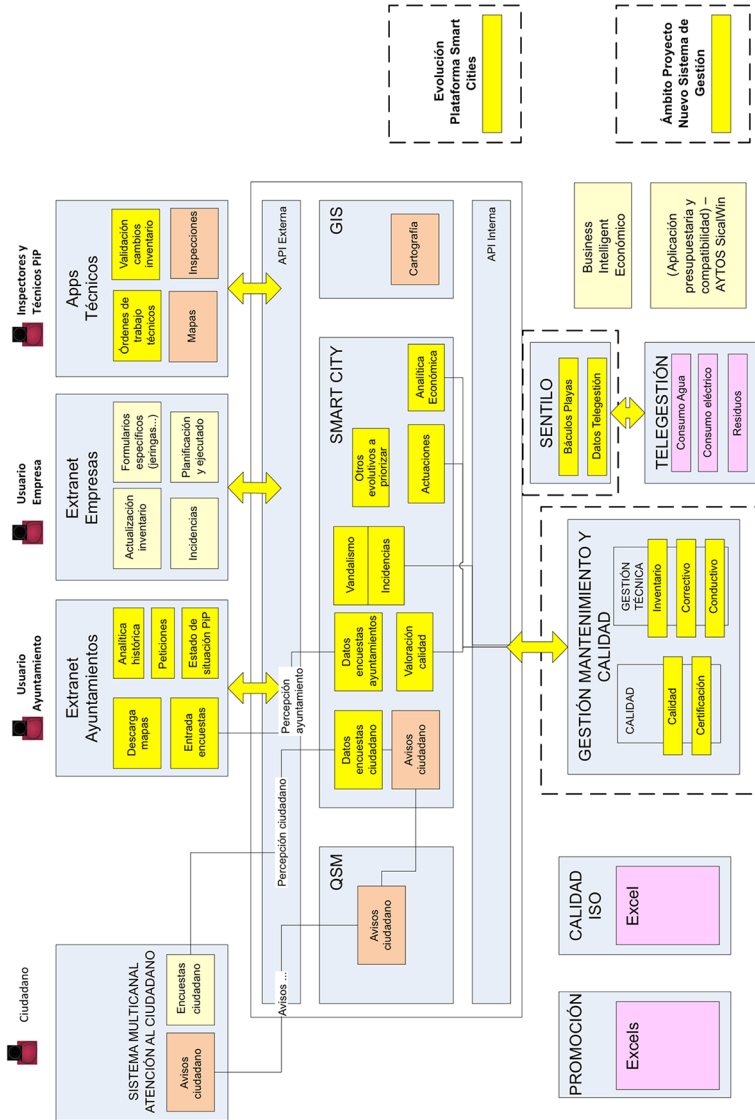 Ciudadano
Usuario
Ayuntamiento
Usuario
Empresa
Inspectores y
Técnicos PiP
SISTEMA MULTICANAL
ATENCIÓN AL CIUDADANO
Avisos
ciudadano
Encuestas
ciudadano
Extranet
Ayuntamientos
Descarga
mapas
Entrada
encuestas
Analítica
histórica
Peticiones
Estado de
situación PiP
Extranet
Empresas
Actualización
inventario
Incidencias
Formularios
específicos
(jeringas...)
Planificación
y ejecutado
Apps
Técnicos
Órdenes de
trabajo
técnicos
Mapas
Validación
cambios
inventario
Inspecciones
Avisos ...
Percepción ciudadano
Percepción
ayuntamiento
API Externa
QSM
Avisos
ciudadano
SMART CITY
Datos
encuestas
ciudadano
Avisos
ciudadano
Datos
encuestas
ayuntamientos
Valoración
calidad
Vandalismo
Incidencias
Otros
evolutivos a
priorizar
Actuaciones
Analítica
Económica
GIS
Cartografía
API Interna
PROMOCIÓN
Excels
CALIDAD
ISO
Excel
GESTIÓN MANTENIMIENTO Y
CALIDAD
CALIDAD
Calidad
Certificación
GESTIÓN
TÉCNICA
Inventario
Correctivo
Conductivo
SENTILO
Báculos Playas
Datos Telegestión
TELEGESTIÓN
Consumo Agua
Consumo eléctrico
Residuos
Business
Intelligent
Económico
(Aplicación
presupuestaria y
compatibilidad) –
AYTOS SicalWin
Evolución
Plataforma Smart
Cities
Ámbito Proyecto
Nuevo Sistema de
Gestión